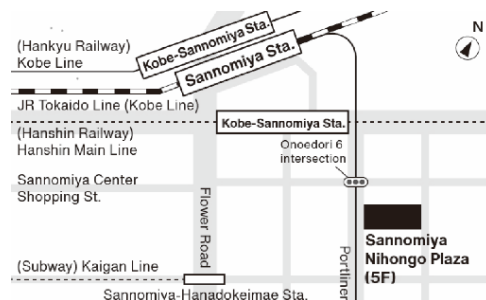 N
(Hankyu Railway)
Kobe Line
Kobe-Sannomiya Sta.
Sannomiya Sta.
JR Tokaido Line (Kobe Line)
Kobe-Sannomiya Sta.
(Hanshin Railway)
Hanshin Main Line
Onoedori 6
intersection
Sannomiya Center
Shopping St.
Flower Road
Sannomiya
Nihongo Plaza
(5F)
Portliner
(Subway) Kaigan Line
Sannomiya-Hanadokeimae Sta.